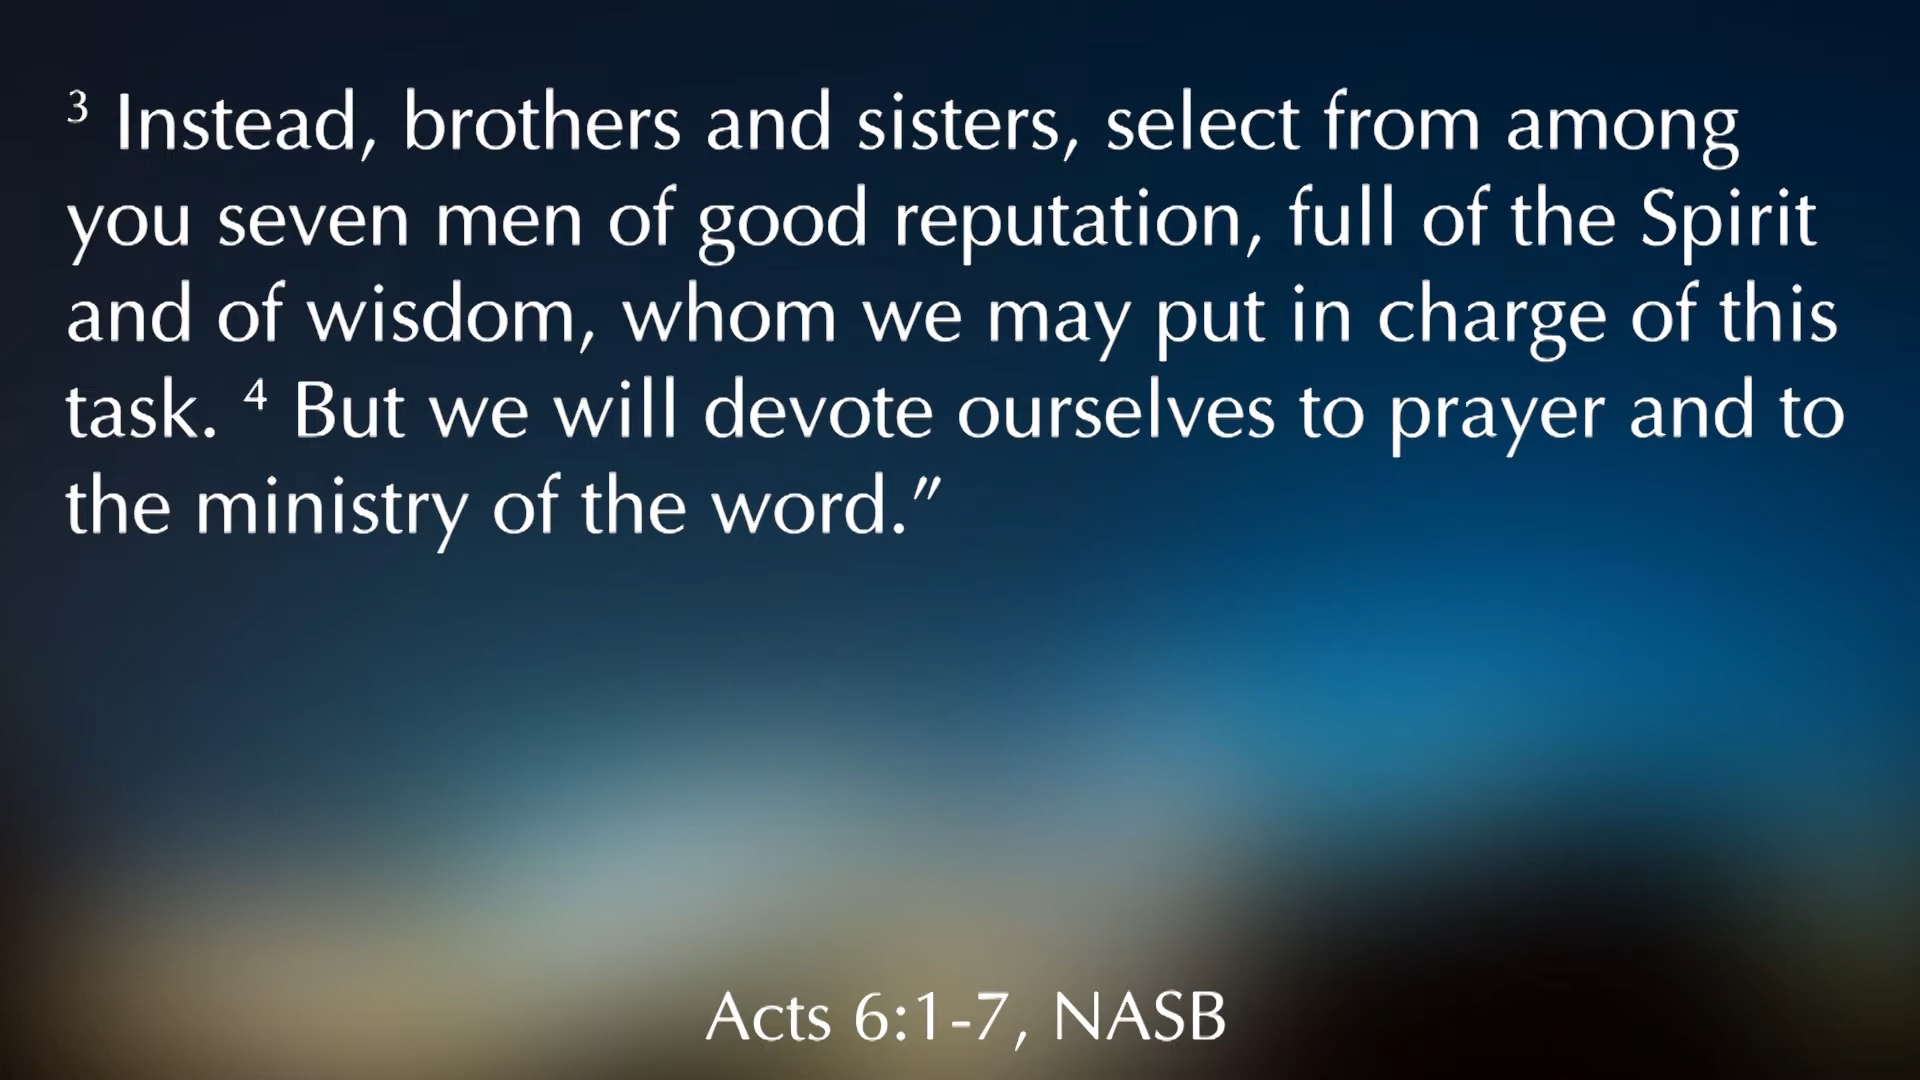 3 Instead, brothers and sisters, select from among
you seven men of good reputation, full of the Spirit
and of wisdom, whom we may put in charge of this
task. 4 But we will devote ourselves to prayer and to
the ministry of the word.”
Acts 6:1-7, NASB